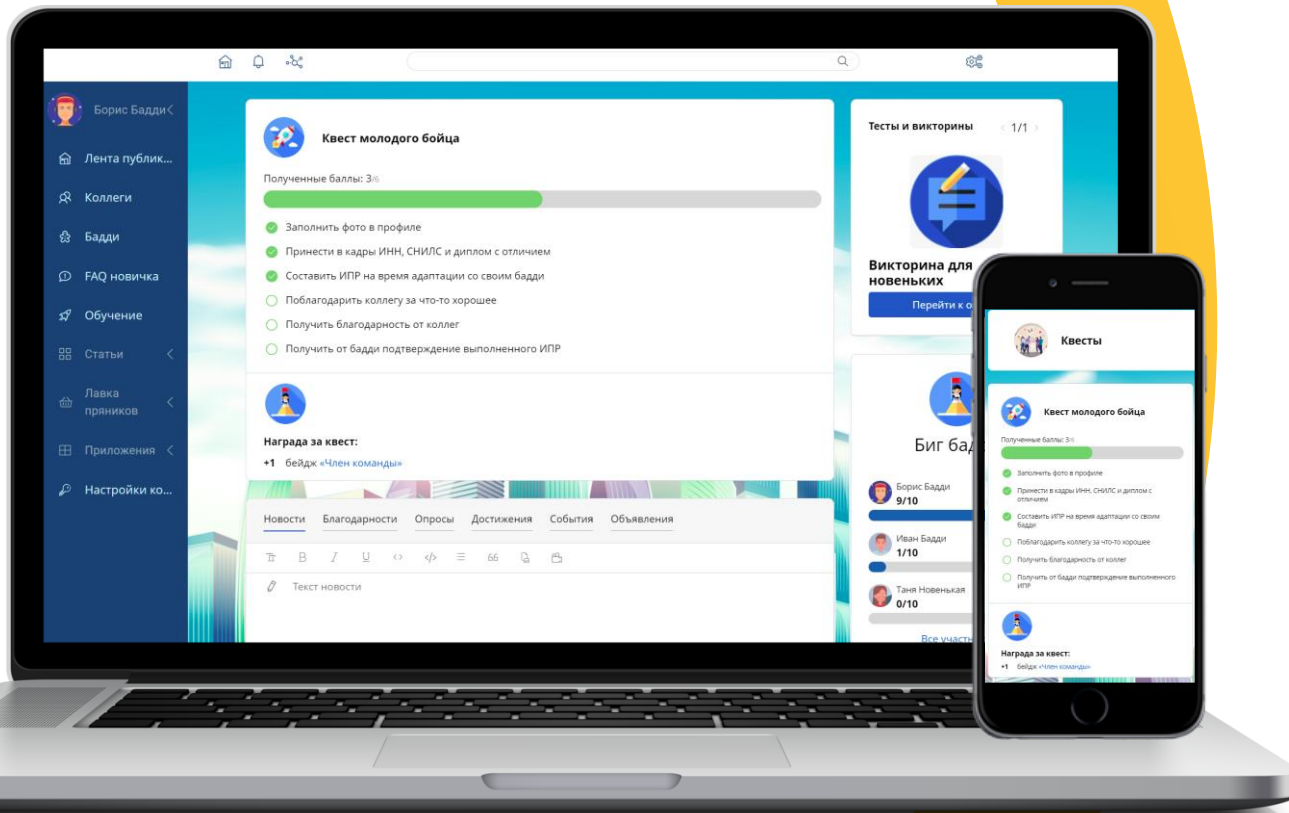 Борис Бадди
Лента публик...
Коллеги
Бадди
FAQ новичка
Обучение
Статьи
Лавка
пряников
Приложения
Настройки ко...
Квест молодого бойца
Полученные баллы: 3/6
Заполнить фото в профиле
Принести в кадры ИНН, СНИЛС и диплом с отличием
Составить ИПР на время адаптации со своим бадди
Поблагодарить коллегу за что-то хорошее
Получить благодарность от коллег
Получить от бадди подтверждение выполненного ИПР
Награда за квест:
+1 бейдж «Член команды»
Новости Благодарности Опросы Достижения События Объявления
Текст новости
Тесты и викторины 1/1
Викторина для
новеньких
Перейти к о
Биг бад
Борис Бадди
9/10
Иван Бадди
1/10
Таня Новенькая
0/10
Все участн
Квесты
Квест молодого бойца
Полученные баллы: 3/6
Заполнить фото в профиле
Принести в кадры ИНН, СНИЛС и диплом с
отличием
Составить ИПР на время адаптации со своим
бадди
Поблагодарить коллегу за что-то хорошее
Получить благодарность от коллег
Получить от бадди подтверждение выполненного
ИПР
Награда за квест:
+1 бейдж «Член команды»